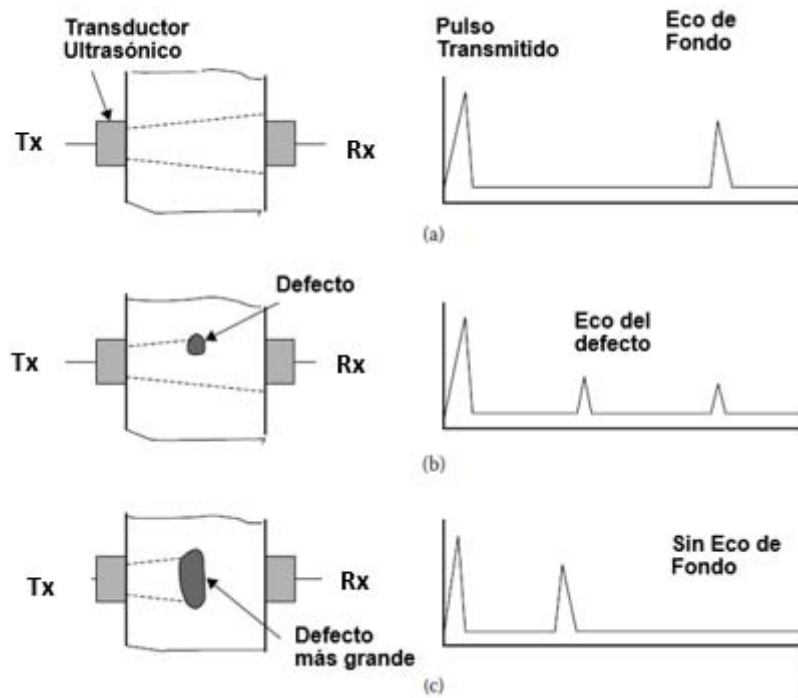 Transductor
Ultrasónico
Tx
Rx
Pulso
Transmitido
Eco de
Fondo
(a)
Defecto
Tx
Rx
Eco del
defecto
(b)
Tx
Rx
Defecto
más grande
Sin Eco de
Fondo
(c)